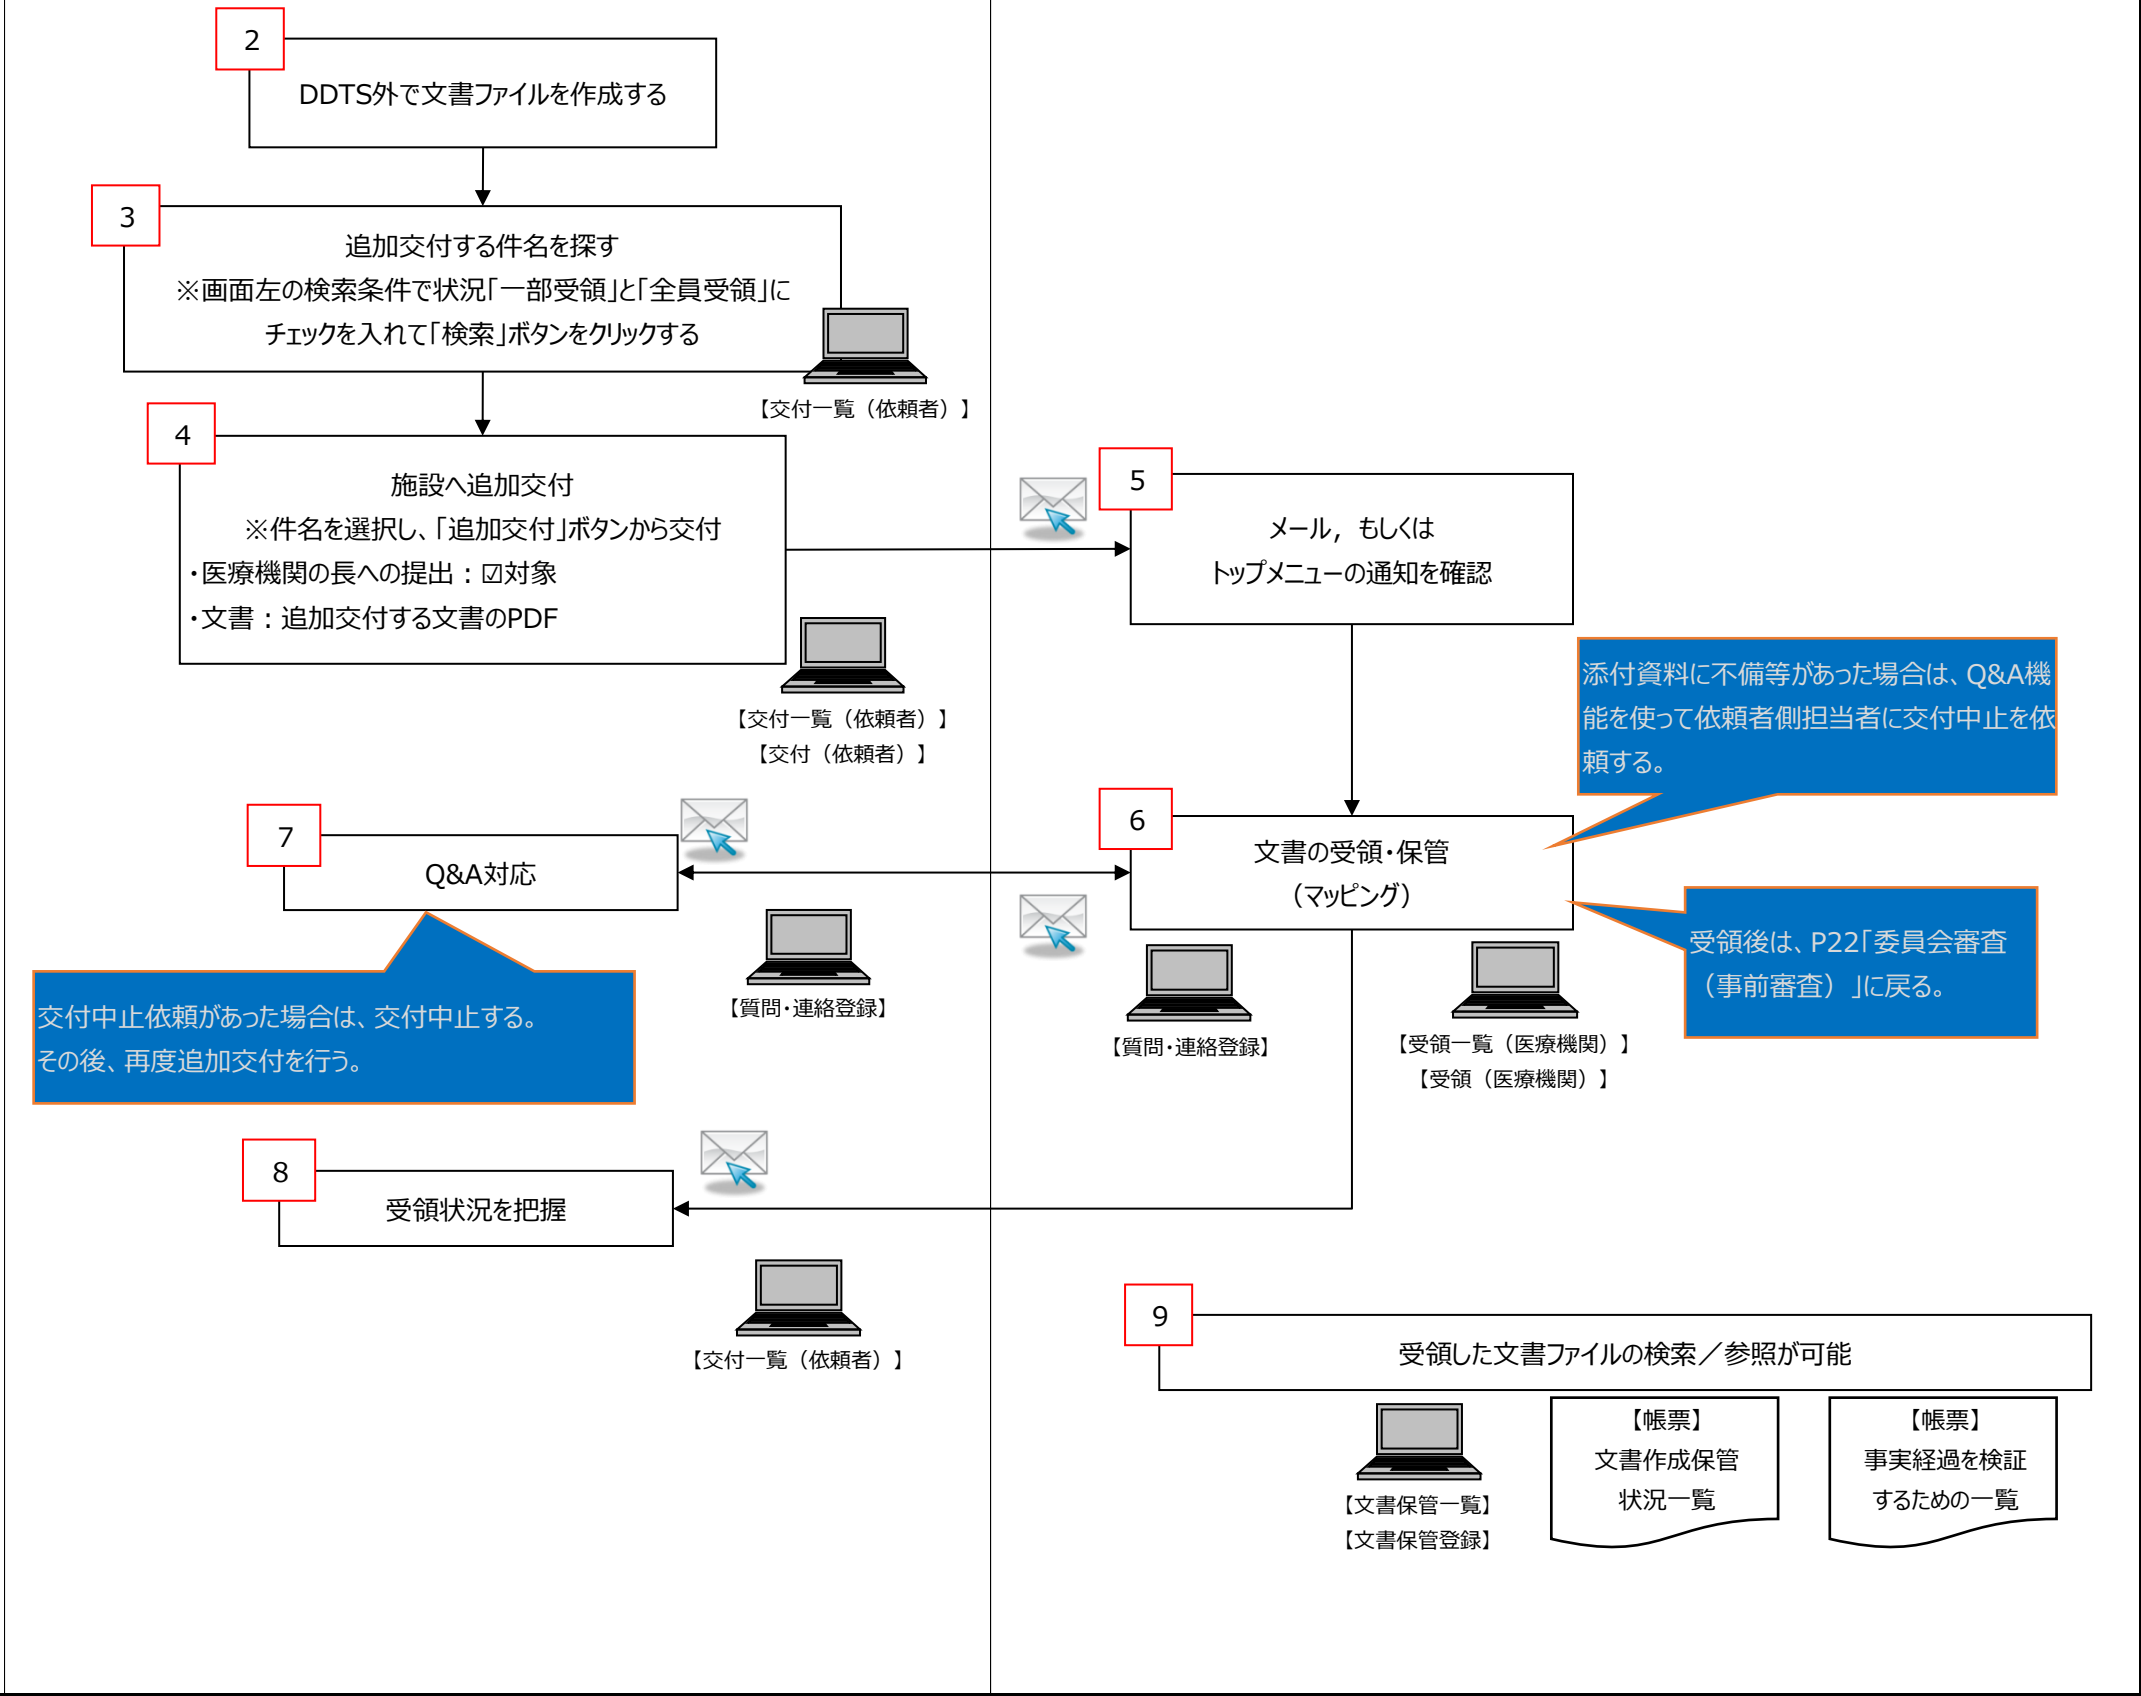 2
DDTS外で文書ファイルを作成する
3
追加交付する件名を探す
※画面左の検索条件で状況「一部受領」と「全員受領」に
チェックを入れて「検索」ボタンをクリックする
【交付一覧（依頼者）】
4
施設へ追加交付
※件名を選択し、「追加交付」ボタンから交付
・医療機関の長への提出：☑対象
・文書：追加交付する文書のPDF
【交付一覧（依頼者）】
【交付（依頼者）】
5
メール，もしくは
トップメニューの通知を確認
添付資料に不備等があった場合は、Q&A機
能を使って依頼者側担当者に交付中止を依
頼する。
6
文書の受領・保管
（マッピング）
受領後は、P22「委員会審査
（事前審査）」に戻る。
【質問・連絡登録】
【受領一覧（医療機関）】
【受領（医療機関）】
7
Q&A対応
【質問・連絡登録】
交付中止依頼があった場合は、交付中止する。
その後、再度追加交付を行う。
8
受領状況を把握
【交付一覧（依頼者）】
9
受領した文書ファイルの検索／参照が可能
【文書保管一覧】
【文書保管登録】
【帳票】
文書作成保管
状況一覧
【帳票】
事実経過を検証
するための一覧